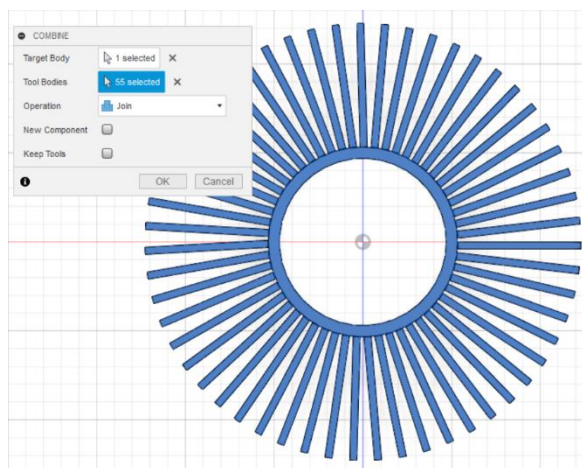 COMBINE
Target Body 1 selected
Tool Bodies 55 selected
Operation Join
New Component
Keep Tools
OK Cancel